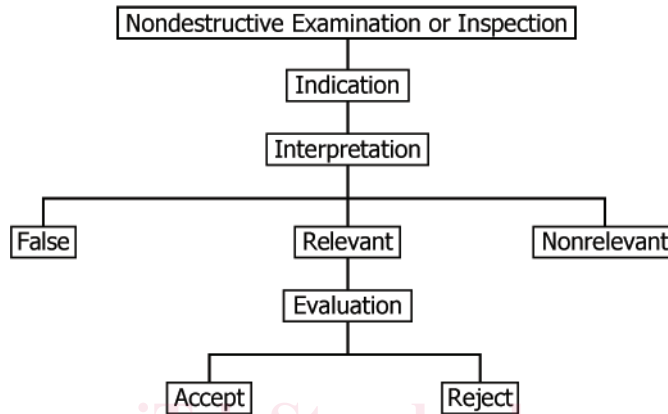 Nondestructive Examination or Inspection
Indication
Interpretation
False Relevant Nonrelevant
Evaluation
Accept Reject